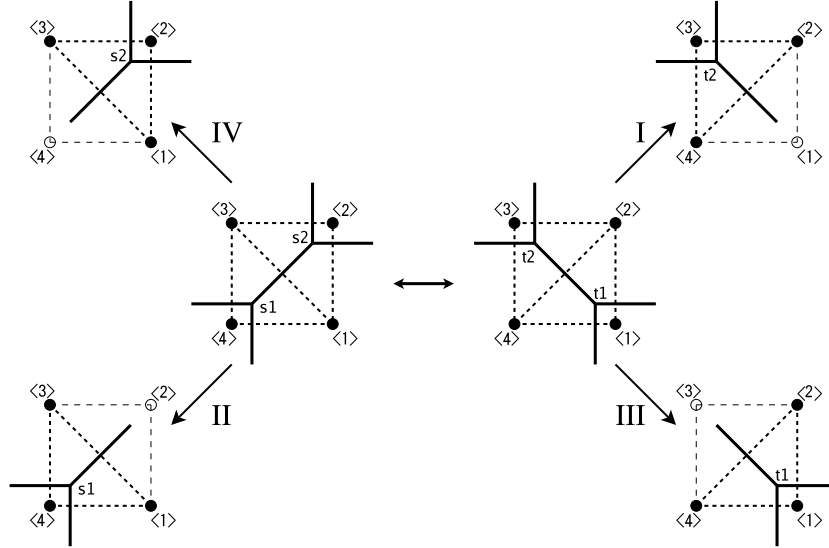 ⟨3⟩ ⟨2⟩
s2
⟨4⟩ ⟨1⟩
⟨3⟩ ⟨2⟩
t2
⟨4⟩ ⟨1⟩
IV
I
⟨3⟩ ⟨2⟩
s2
s1
⟨4⟩ ⟨1⟩
⟨3⟩ ⟨2⟩
t2
t1
⟨4⟩ ⟨1⟩
II
III
⟨3⟩ ⟨2⟩
s1
⟨4⟩ ⟨1⟩
⟨3⟩ ⟨2⟩
t1
⟨4⟩ ⟨1⟩